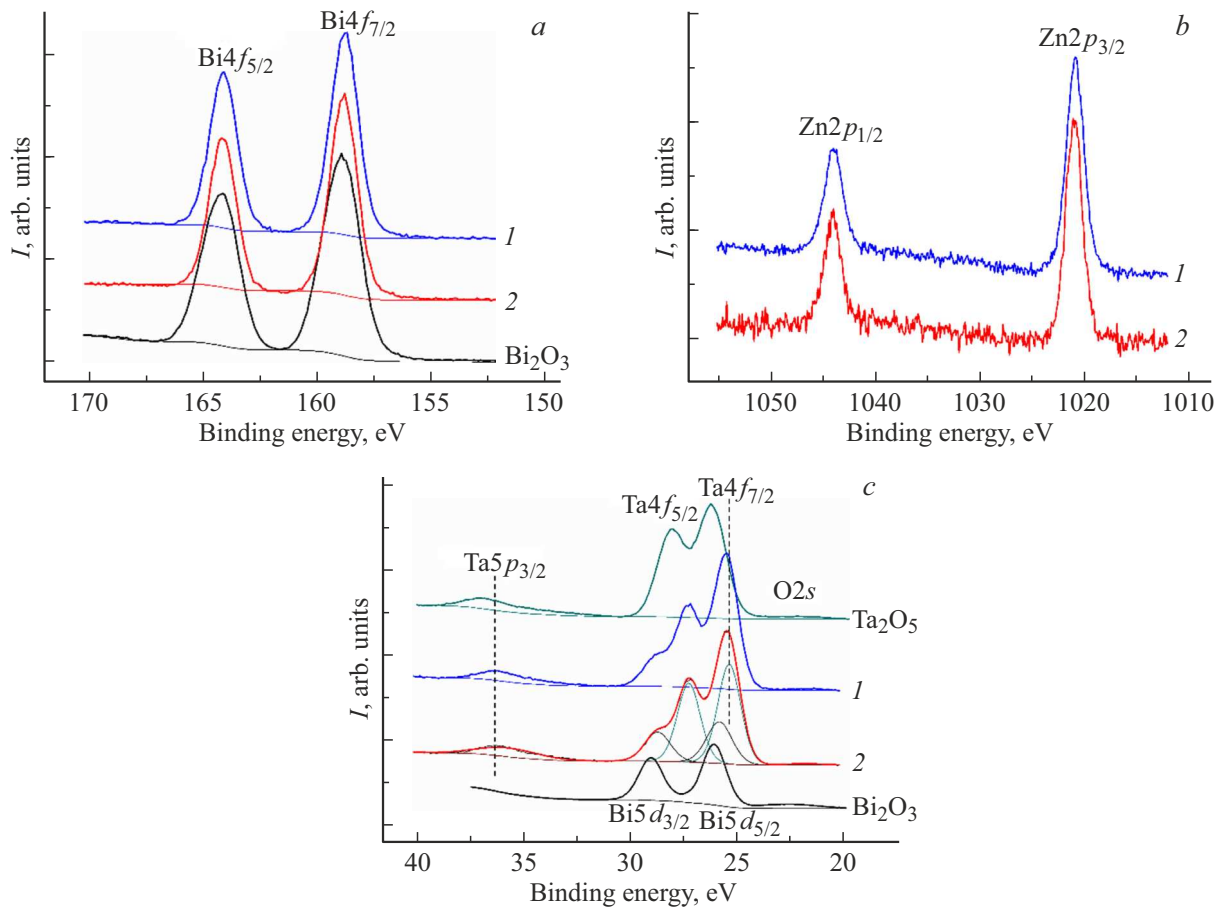 a
Bi4f7/2
Bi4f5/2
I, arb. units
1
2
Bi2O3
170 165 160 155 150
Binding energy, eV
b
Zn2p3/2
Zn2p1/2
I, arb. units
1
2
1050 1040 1030 1020 1010
Binding energy, eV
c
Ta4f7/2
Ta4f5/2
Ta5p3/2
O2s
Ta2O5
I, arb. units
1
2
Bi2O3
Bi5d3/2 Bi5d5/2
40 35 30 25 20
Binding energy, eV